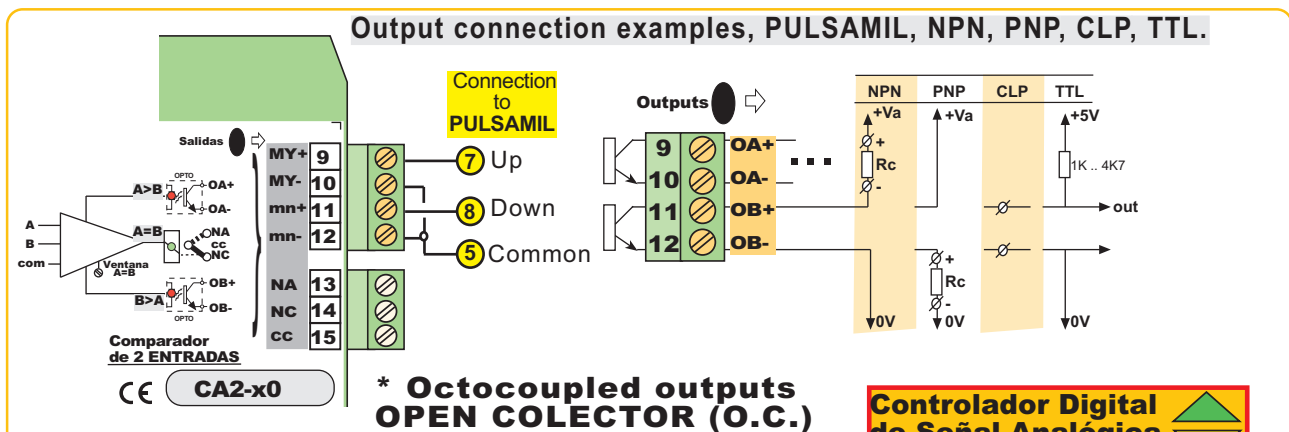 Output connection examples, PULSAMIL, NPN, PNP, CLP, TTL.
Connection
to
PULSAMIL
Salidas
MY+ 9
MY- 10
mn+ 11
mn- 12
NA 13
NC 14
cc 15
7 Up
8 Down
5 Common
OPTO
A>B
OA+
OA-
A
B
com
A=B
NA
cc
NC
Ventana
A=B
B>A
OB+
OB-
OPTO
Comparador
de 2 ENTRADAS
CE
CA2-x0
Outputs
9 OA+
10 OA-
11 OB+
12 OB-
...
NPN PNP CLP TTL
+Va +Va +5V
+
Rc
-
1K .. 4K7
out
+
Rc
-
0V 0V 0V
* Octocoupled outputs
OPEN COLECTOR (O.C.)
Controlador Digital
de Señal Analógica